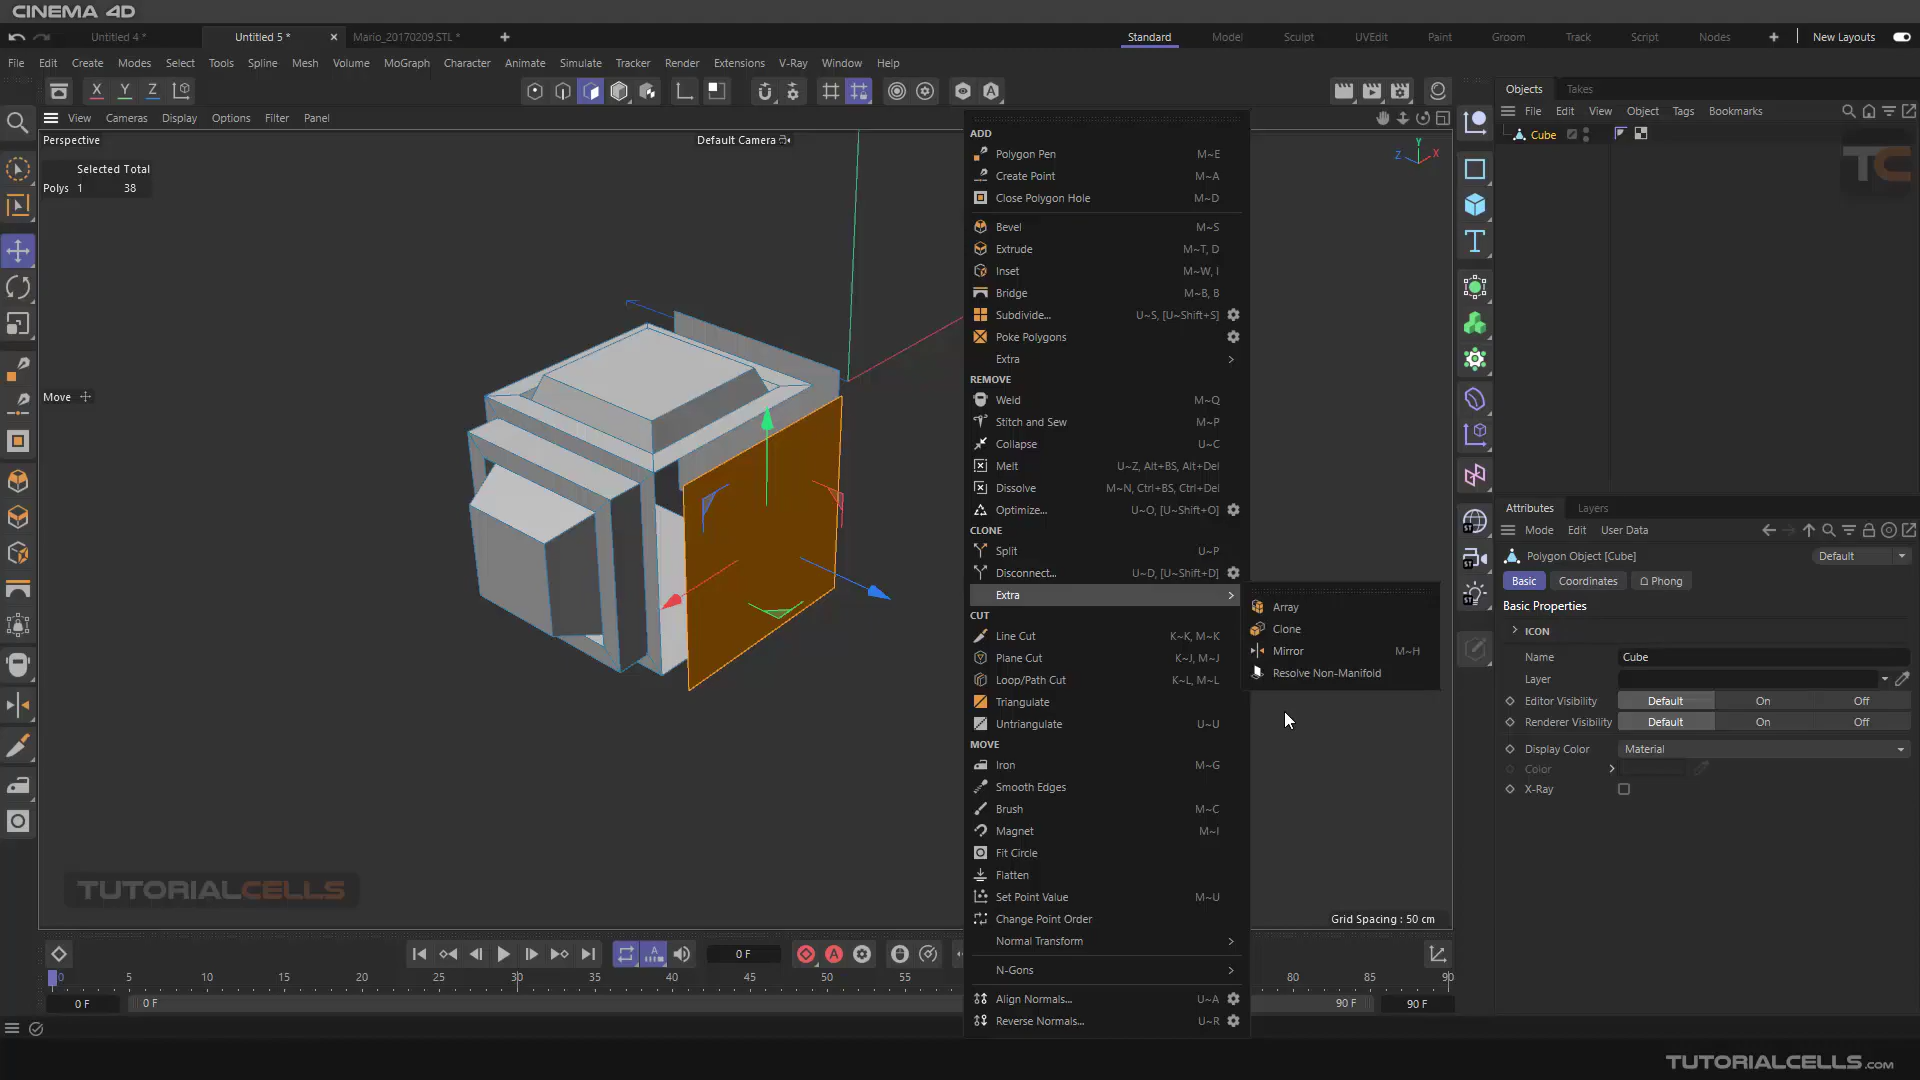 CINEMA 4D
Untitled 4 *
Untitled 5 *
Mario_20170209.STL *
Standard
Model
Sculpt
UVEdit
Paint
Groom
Track
Script
Nodes
New Layouts
File Edit Create Modes Select Tools Spline Mesh Volume MoGraph Character Animate Simulate Tracker Render Extensions V-Ray Window Help
X Y Z
View Cameras Display Options Filter Panel
Perspective
Default Camera
Selected Total
Polys 1 38
Move
Y
Z
X
ADD
Polygon Pen M~E
Create Point M~A
Close Polygon Hole M~D
Bevel M~S
Extrude M~T, D
Inset M~W, I
Bridge M~B, B
Subdivide... U~S, [U~Shift+S]
Poke Polygons
Extra
REMOVE
Weld M~Q
Stitch and Sew M~P
Collapse U~C
Melt U~Z, Alt+BS, Alt+Del
Dissolve M~N, Ctrl+BS, Ctrl+Del
Optimize... U~O, [U~Shift+O]
CLONE
Split U~P
Disconnect... U~D, [U~Shift+D]
Extra
Array
Clone
Mirror M~H
Resolve Non-Manifold
CUT
Line Cut K~K, M~K
Plane Cut K~J, M~J
Loop/Path Cut K~L, M~L
Triangulate
Untriangulate U~U
MOVE
Iron M~G
Smooth Edges
Brush M~C
Magnet M~I
Fit Circle
Flatten
Set Point Value M~U
Change Point Order
Normal Transform
N-Gons
Align Normals... U~A
Reverse Normals... U~R
Grid Spacing : 50 cm
TUTORIALCELLS
Objects Takes
File Edit View Object Tags Bookmarks
Cube
TC
Attributes Layers
Mode Edit User Data
Polygon Object [Cube]
Default
Basic Coordinates Phong
Basic Properties
ICON
Name Cube
Layer
Editor Visibility Default On Off
Renderer Visibility Default On Off
Display Color Material
Color
X-Ray
0 F
0 5 10 15 20 25 30 35 40 45 50 55 80 85 90
0 F 0 F 90 F 90 F
TUTORIALCELLS.COM